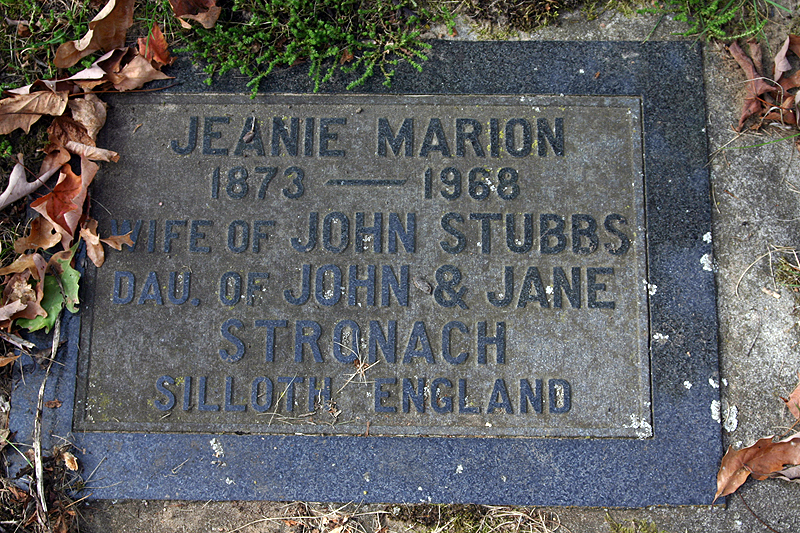 JEANIE MARION
1873 — 1968
WIFE OF JOHN STUBBS
DAU. OF JOHN & JANE
STRONACH
SILLOTH ENGLAND